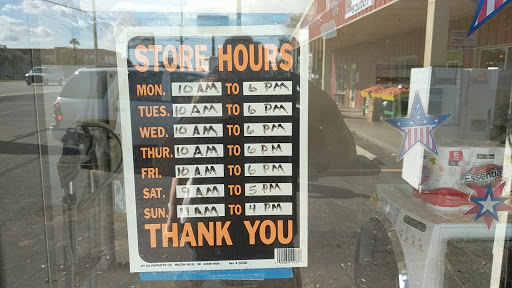 STORE HOURS
MON. 10 AM TO 6 PM
TUES. 10 AM TO 6 PM
WED. 10 AM TO 6 PM
THUR. 10 AM TO 6 PM
FRI. 10 AM TO 6 PM
SAT. 9 AM TO 5 PM
SUN. 11 AM TO 4 PM
THANK YOU
Essential